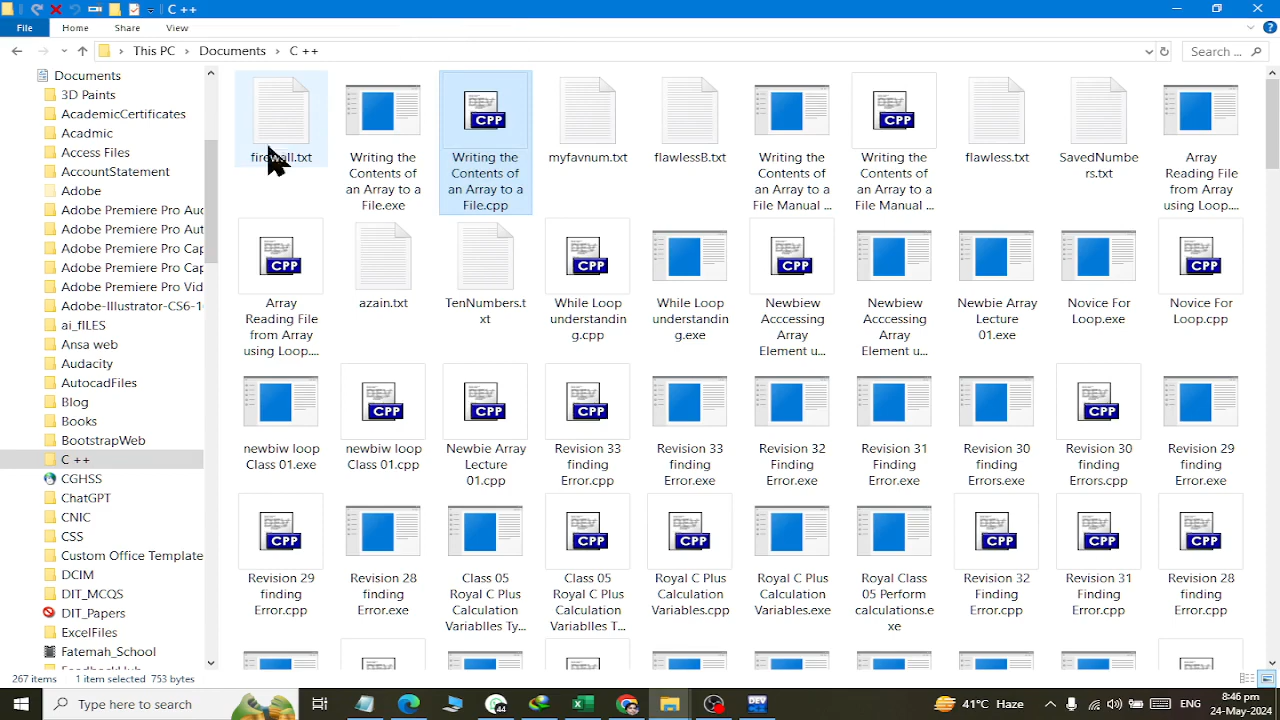 C ++
File
Home
Share
View
This PC > Documents > C ++
Search ...
Documents
3D Paints
AcademicCertificates
Acadmic
Access Files
AccountStatement
Adobe
Adobe Premiere Pro Auc
Adobe Premiere Pro Aut
Adobe Premiere Pro Cap
Adobe Premiere Pro Cap
Adobe Premiere Pro Vid
Adobe-Illustrator-CS6-1
ai_fILES
Ansa web
Audacity
AutocadFiles
Blog
Books
BootstrapWeb
C ++
CGHSS
ChatGPT
CNIC
CSS
Custom Office Template
DCIM
DIT_MCQS
DIT_Papers
ExcelFiles
Fatemah_School
firewall.txt
Writing the
Contents of
an Array to a
File.exe
Writing the
Contents of
an Array to a
File.cpp
myfavnum.txt
flawlessB.txt
Writing the
Contents of
an Array to a
File Manual ...
Writing the
Contents of
an Array to a
File Manual ...
flawless.txt
SavedNumbe
rs.txt
Array
Reading File
from Array
using Loop....
Array
Reading File
from Array
using Loop....
azain.txt
TenNumbers.t
xt
While Loop
understandin
g.cpp
While Loop
understandin
g.exe
Newbiew
Acccessing
Array
Element u...
Newbiew
Acccessing
Array
Element u...
Newbie Array
Lecture
01.exe
Novice For
Loop.exe
Novice For
Loop.cpp
newbiw loop
Class 01.exe
newbiw loop
Class 01.cpp
Newbie Array
Lecture
01.cpp
Revision 33
finding
Error.cpp
Revision 33
finding
Error.exe
Revision 32
Finding
Error.exe
Revision 31
Finding
Error.exe
Revision 30
finding
Errors.exe
Revision 30
finding
Errors.cpp
Revision 29
finding
Error.exe
Revision 29
finding
Error.cpp
Revision 28
finding
Error.exe
Class 05
Royal C Plus
Calculation
Variablles Ty...
Class 05
Royal C Plus
Calculation
Variablles T...
Royal C Plus
Calculation
Variables.cpp
Royal C Plus
Calculation
Variables.exe
Royal Class
05 Perform
calculations.e
xe
Revision 32
Finding
Error.cpp
Revision 31
Finding
Error.cpp
Revision 28
finding
Error.cpp
267 items
1 item selected 753 bytes
Type here to search
41°C Haze
ENG
8:46 pm
24-May-2024